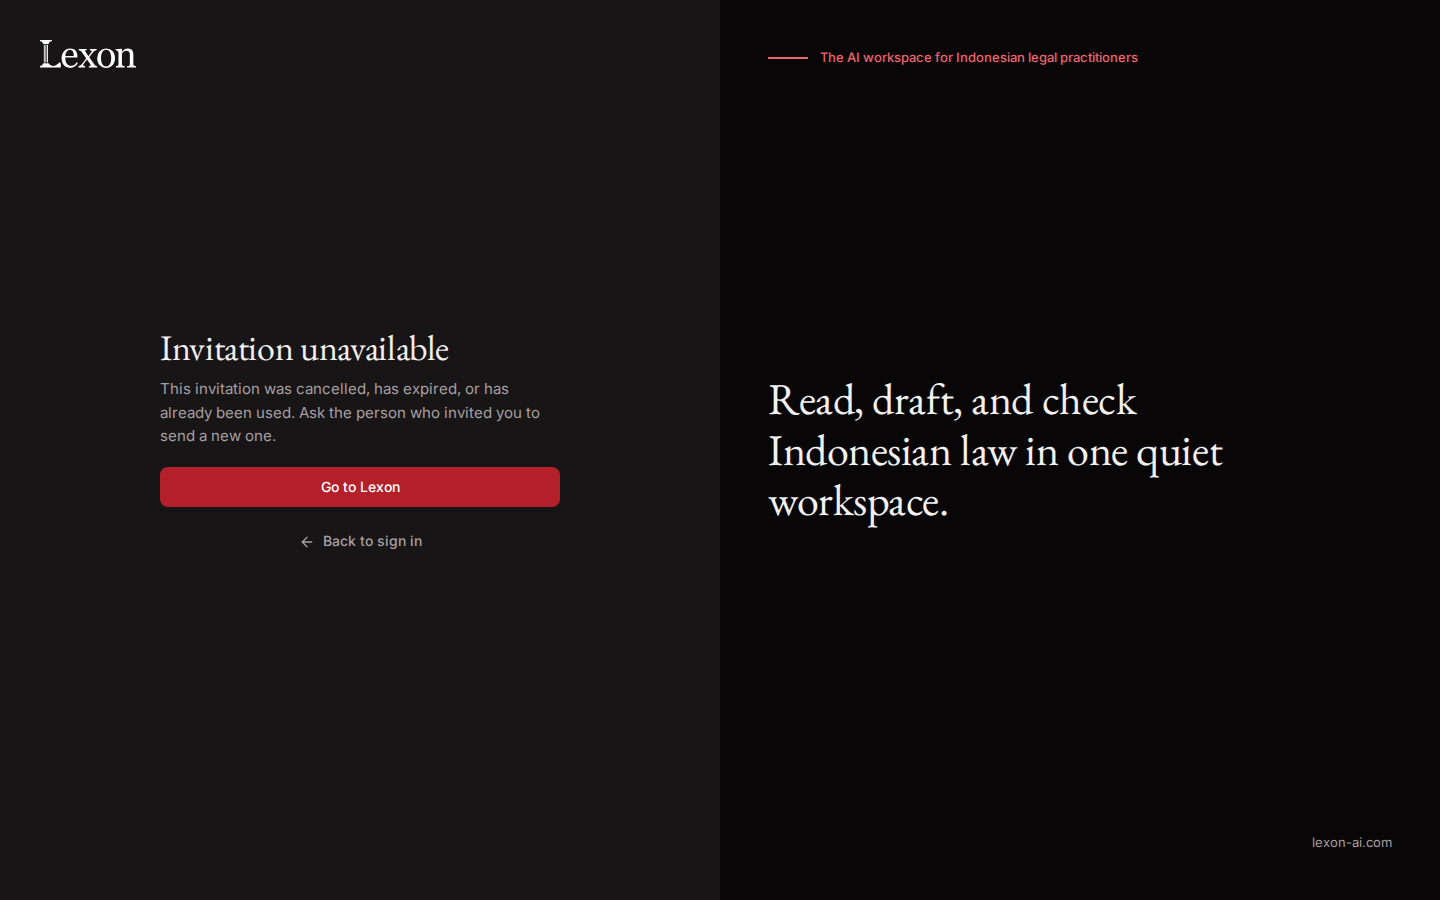 Lexon
Invitation unavailable
This invitation was cancelled, has expired, or has
already been used. Ask the person who invited you to
send a new one.
Go to Lexon
Back to sign in
The AI workspace for Indonesian legal practitioners
Read, draft, and check
Indonesian law in one quiet
workspace.
lexon-ai.com